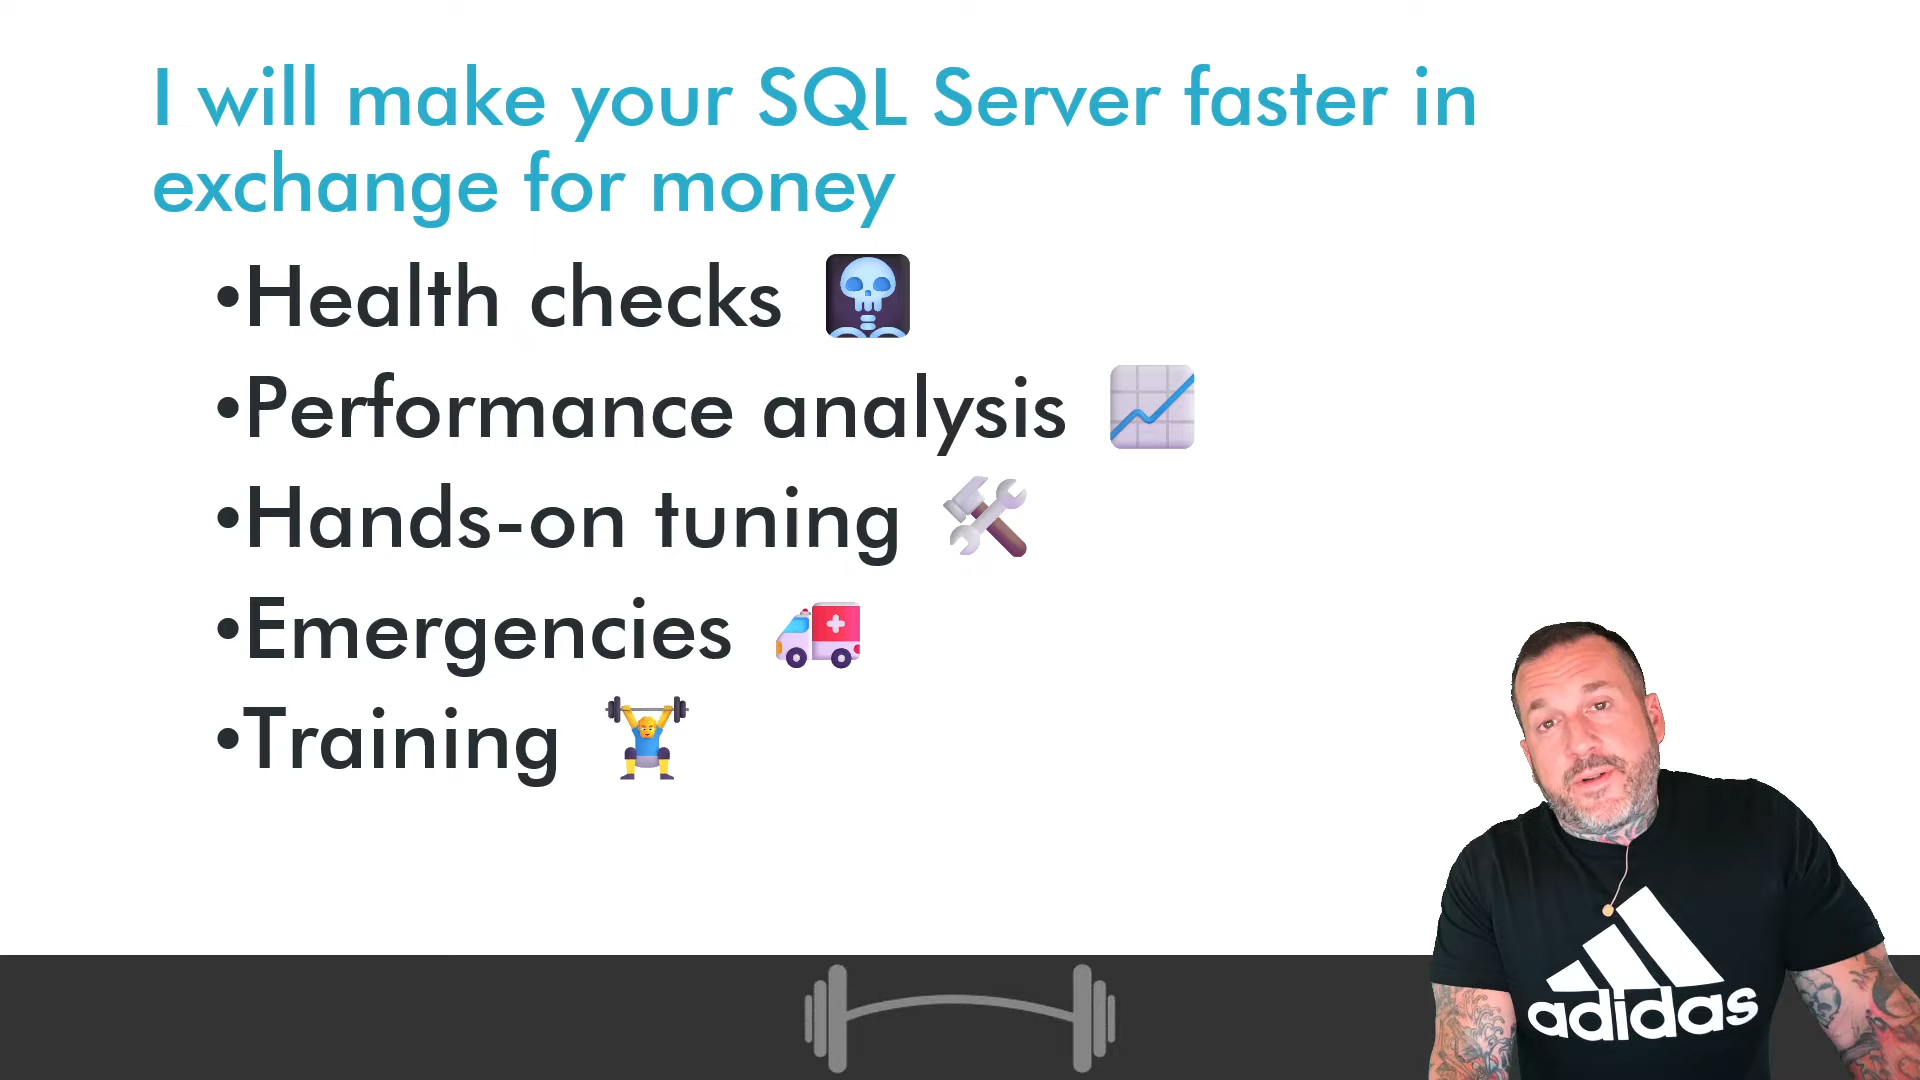 I will make your SQL Server faster in
exchange for money
•Health checks
•Performance analysis
•Hands-on tuning
•Emergencies
•Training
adidas